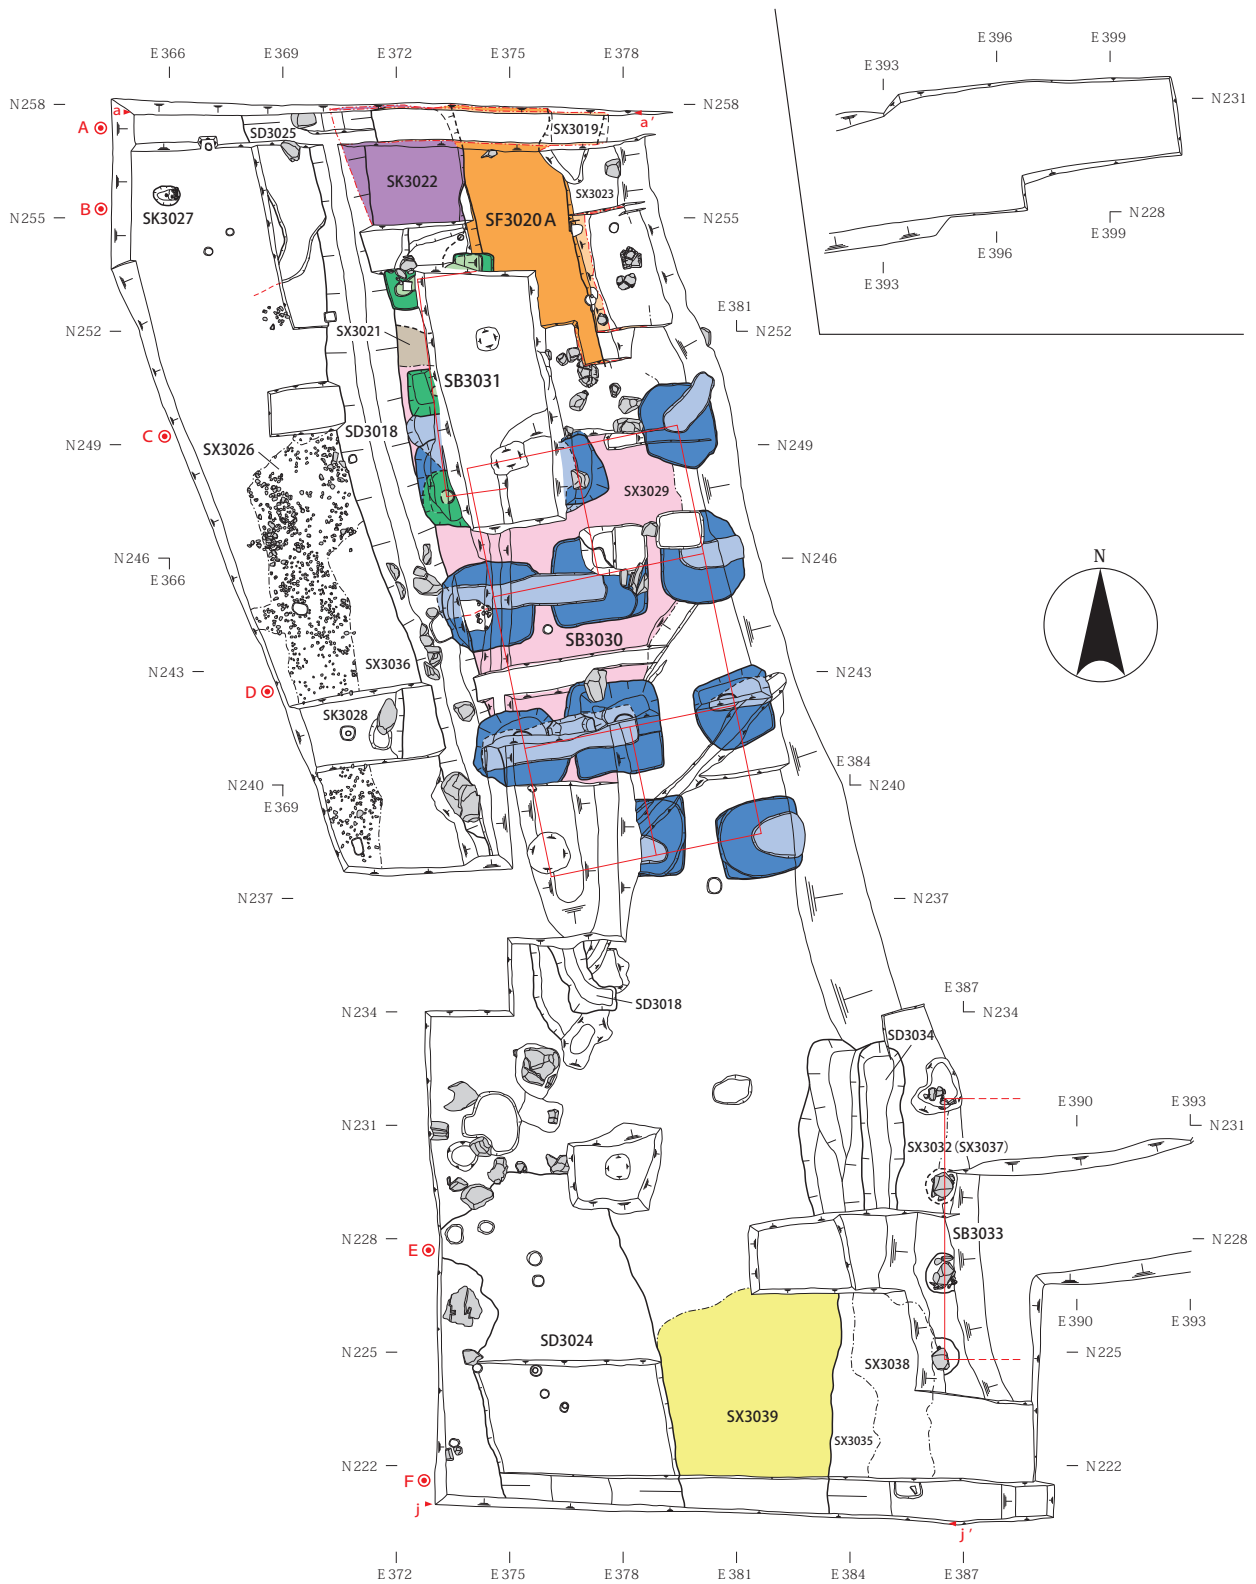 E 366
E 369
E 372
E 375
E 378
E 393
E 396
E 399
N 258
N 258
N 231
a
a′
A
SD3025
SX3019
SK3022
SX3023
B
SK3027
N 255
SF3020 A
N 255
N 228
E 399
E 396
E 393
E 381
N 252
SX3021
N 252
SB3031
C
SD3018
N 249
N 249
SX3026
SX3029
N 246
E 366
N 246
N
SB3030
N 243
SX3036
N 243
D
SK3028
E 384
N 240
E 369
N 240
N 237
N 237
E 387
N 234
SD3018
N 234
SD3034
E 390
E 393
N 231
N 231
SX3032 (SX3037)
N 228
E
SB3033
N 228
E 390
E 393
N 225
SD3024
SX3038
N 225
SX3039
SX3035
N 222
N 222
F
j
j′
E 372
E 375
E 378
E 381
E 384
E 387